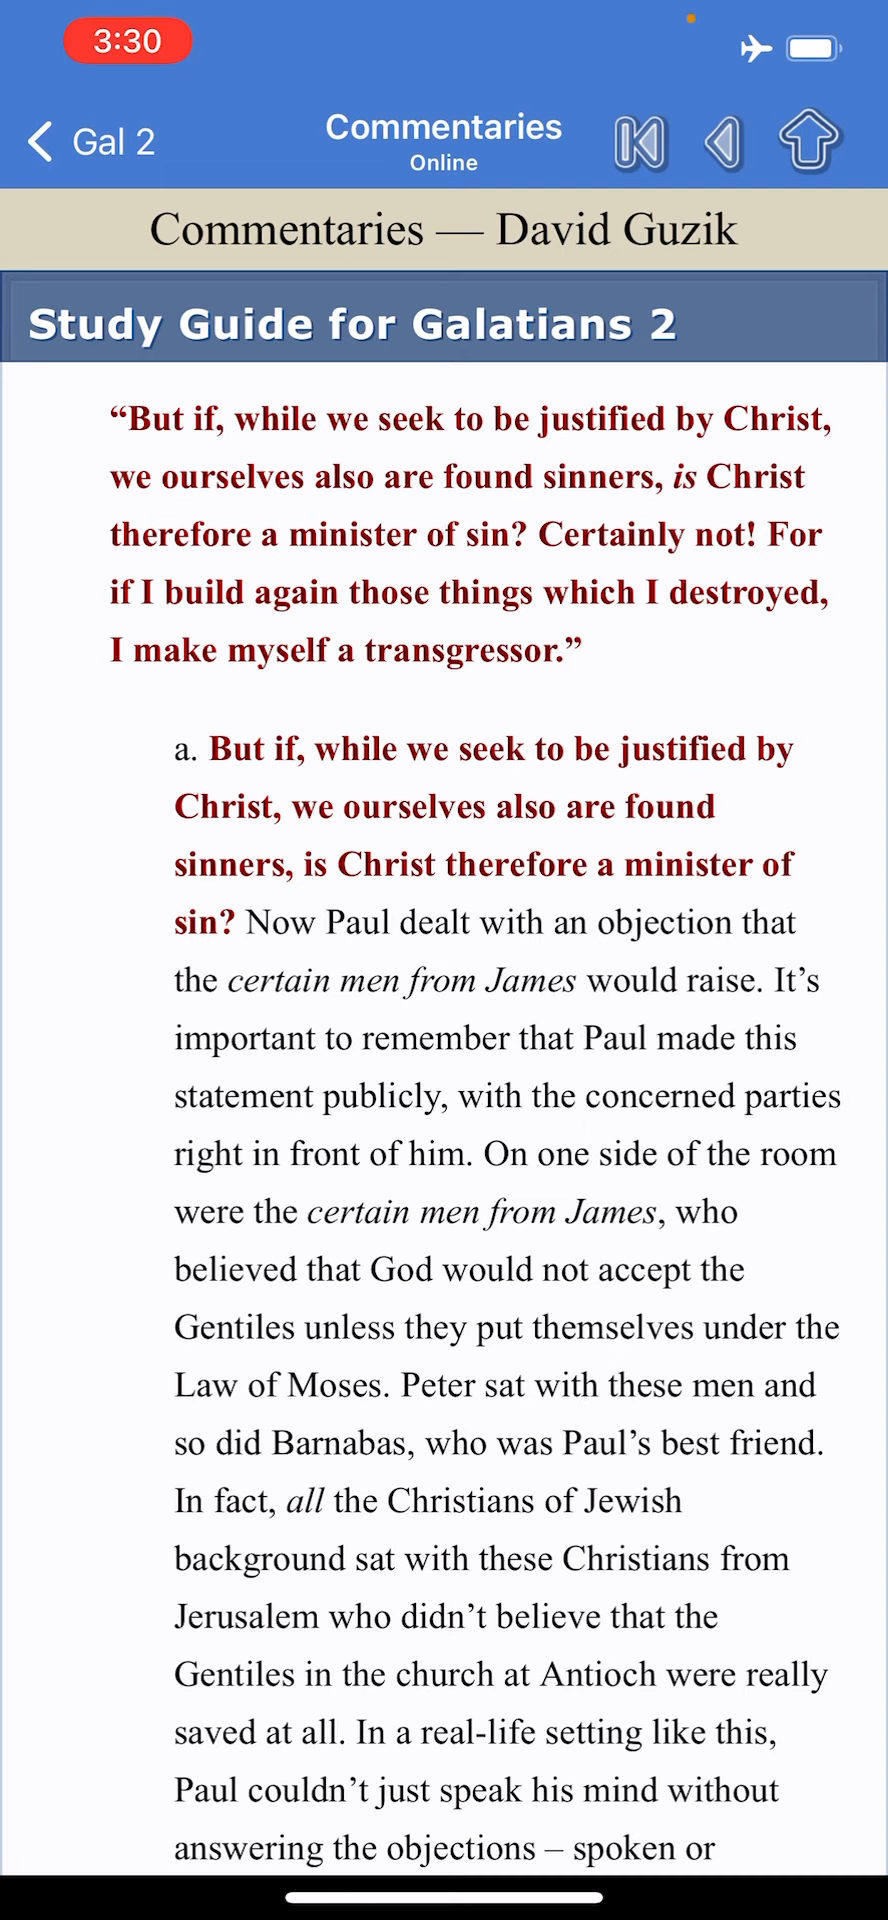 3:30
Gal 2
Commentaries
Online
Commentaries — David Guzik
Study Guide for Galatians 2
“But if, while we seek to be justified by Christ,
we ourselves also are found sinners, is Christ
therefore a minister of sin? Certainly not! For
if I build again those things which I destroyed,
I make myself a transgressor.”
a. But if, while we seek to be justified by
Christ, we ourselves also are found
sinners, is Christ therefore a minister of
sin? Now Paul dealt with an objection that
the certain men from James would raise. It’s
important to remember that Paul made this
statement publicly, with the concerned parties
right in front of him. On one side of the room
were the certain men from James, who
believed that God would not accept the
Gentiles unless they put themselves under the
Law of Moses. Peter sat with these men and
so did Barnabas, who was Paul’s best friend.
In fact, all the Christians of Jewish
background sat with these Christians from
Jerusalem who didn’t believe that the
Gentiles in the church at Antioch were really
saved at all. In a real-life setting like this,
Paul couldn’t just speak his mind without
answering the objections – spoken or